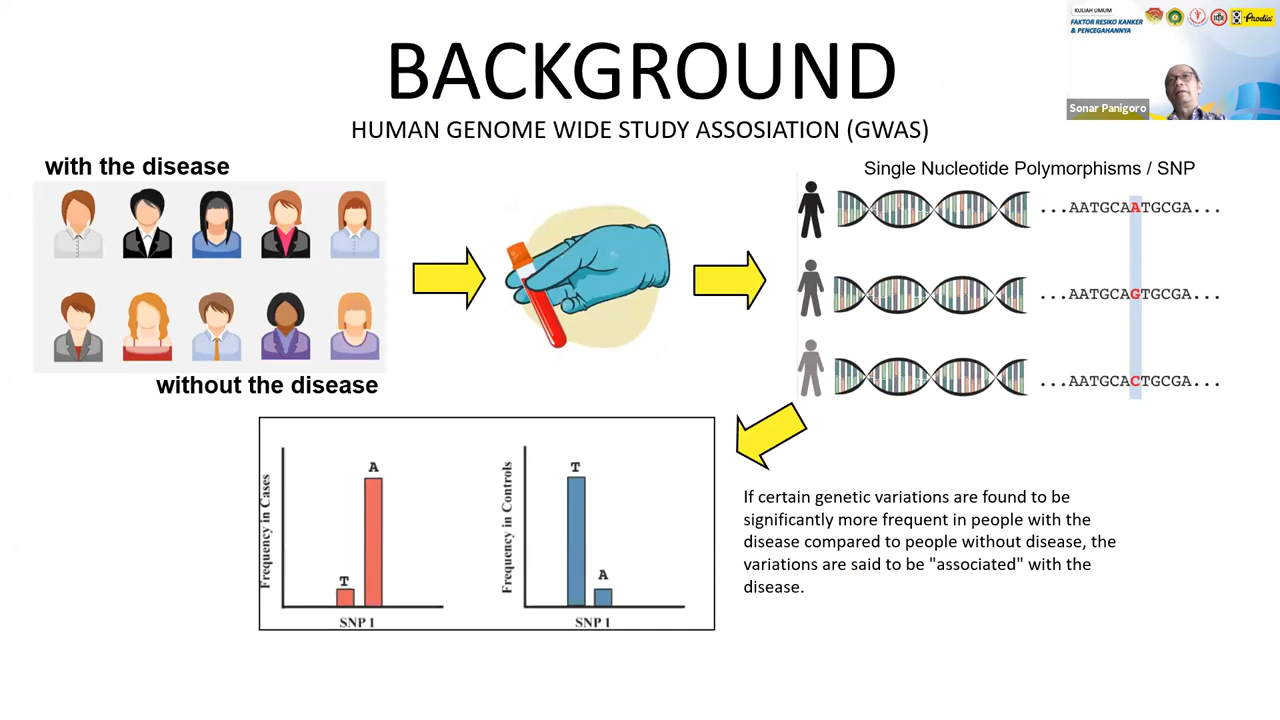 KULIAH UMUM
FAKTOR RESIKO KANKER
& PENCEGAHANNYA
Prodia
Sonar Panigoro
BACKGROUND
HUMAN GENOME WIDE STUDY ASSOSIATION (GWAS)
with the disease
without the disease
Single Nucleotide Polymorphisms / SNP
...AATGCAATGCGA...
...AATGCAGTGCGA...
...AATGCACTGCGA...
Frequency in Cases
T
A
SNP 1
Frequency in Controls
T
A
SNP 1
If certain genetic variations are found to be
significantly more frequent in people with the
disease compared to people without disease, the
variations are said to be "associated" with the
disease.